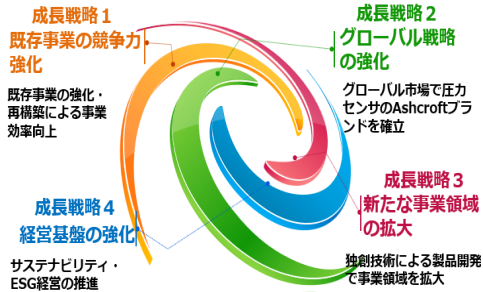 成長戦略１
既存事業の競争力
強化
既存事業の強化・
再構築による事業
効率向上
成長戦略２
グローバル戦略
の強化
グローバル市場で圧力
センサのAshcroftブラ
ンドを確立
成長戦略３
新たな事業領域
の拡大
独創技術による製品開発
で事業領域を拡大
成長戦略４
経営基盤の強化
サステナビリティ・
ESG経営の推進